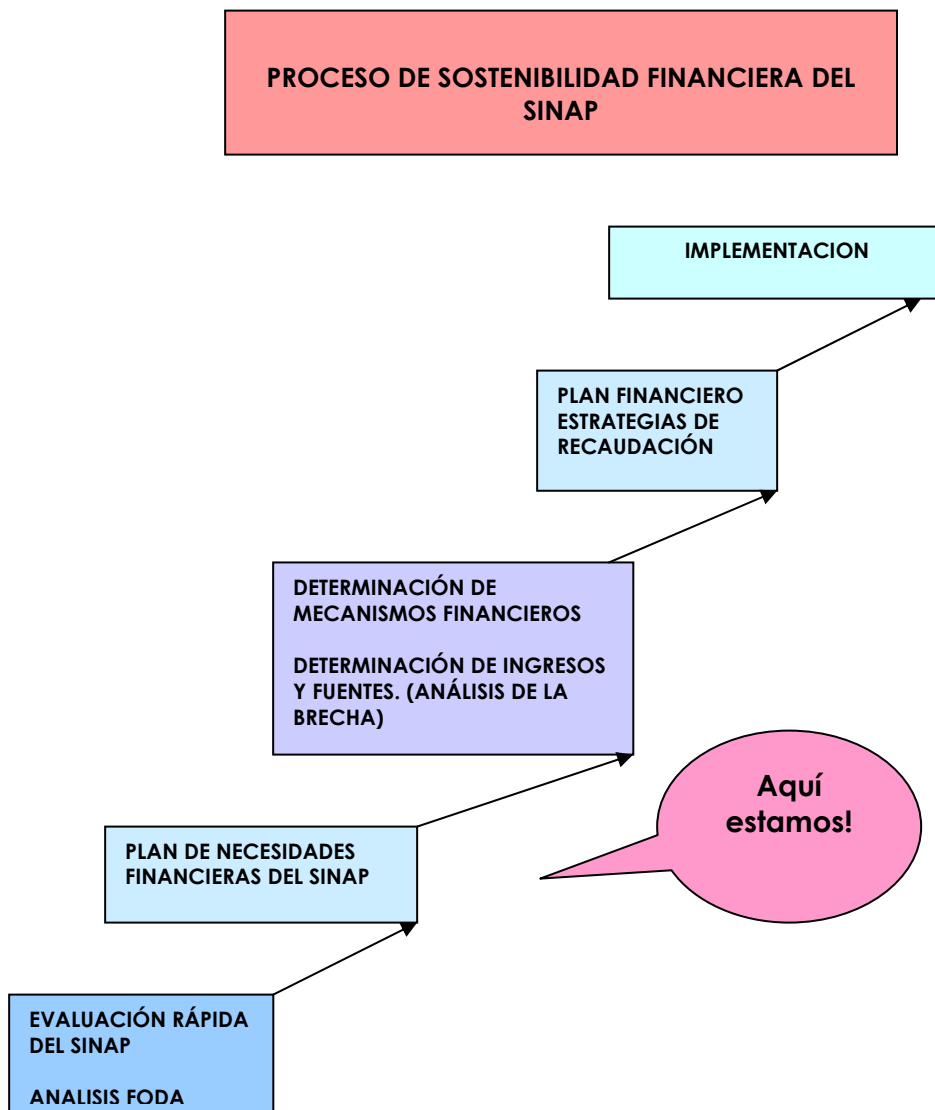 PROCESO DE SOSTENIBILIDAD FINANCIERA DEL
SINAP
IMPLEMENTACION
PLAN FINANCIERO
ESTRATEGIAS DE
RECAUDACIÓN
DETERMINACIÓN DE
MECANISMOS FINANCIEROS
DETERMINACIÓN DE INGRESOS
Y FUENTES. (ANÁLISIS DE LA
BRECHA)
Aquí
estamos!
PLAN DE NECESIDADES
FINANCIERAS DEL SINAP
EVALUACIÓN RÁPIDA
DEL SINAP
ANALISIS FODA